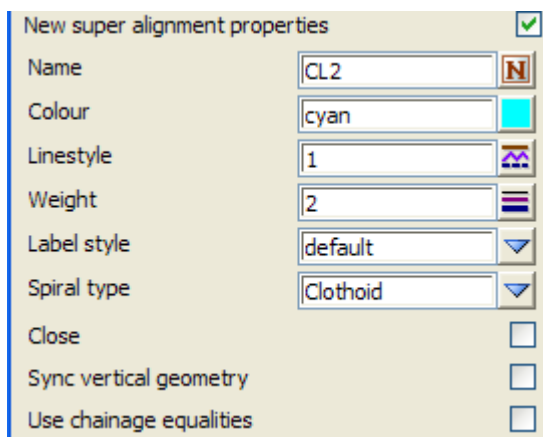 New super alignment properties
Name CL2 N
Colour cyan
Linestyle 1
Weight 2
Label style default
Spiral type Clothoid
Close
Sync vertical geometry
Use chainage equalities